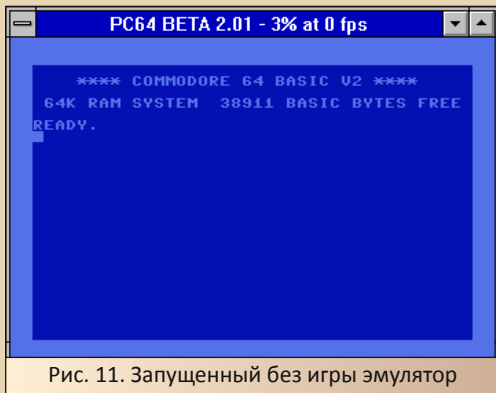 PC64 BETA 2.01 - 3% at 0 fps
**** COMMODORE 64 BASIC V2 ****
64K RAM SYSTEM 38911 BASIC BYTES FREE
READY.
Рис. 11. Запущенный без игры эмулятор